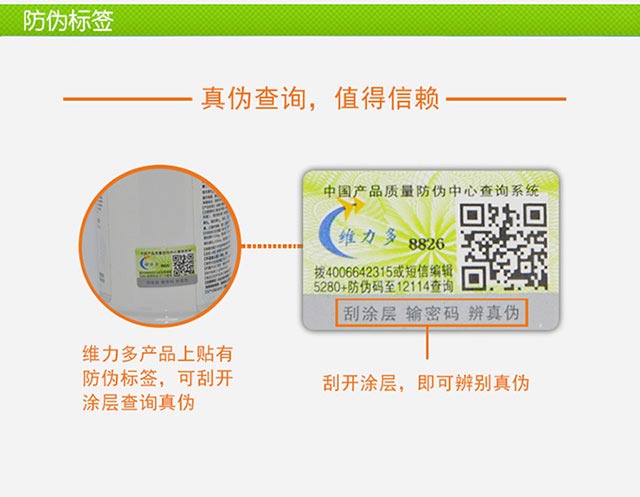 防伪标签
真伪查询，值得信赖
中国产品质量防伪中心查询系统
维力多 8826
拨4006642315或短信编辑
5280+防伪码至12114查询
刮涂层 输密码 辨真伪
维力多产品上贴有
防伪标签，可刮开
涂层查询真伪
刮开涂层，即可辨别真伪